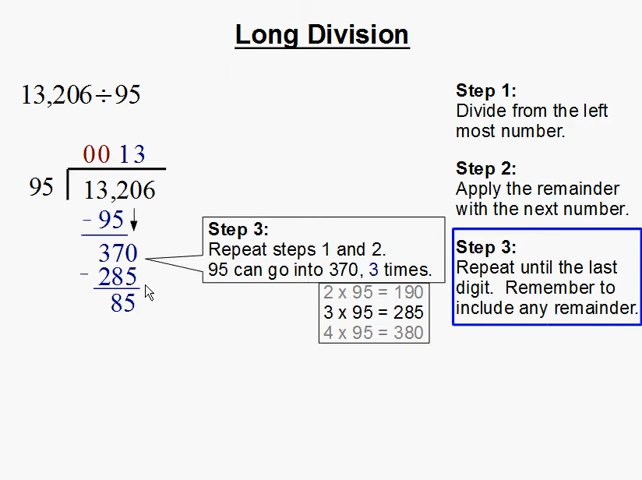 Long Division
13,206÷95
0013
95 13,206
- 95
370
- 285
85
Step 3:
Repeat steps 1 and 2.
95 can go into 370, 3 times.
2 x 95 = 190
3 x 95 = 285
4 x 95 = 380
Step 1:
Divide from the left
most number.
Step 2:
Apply the remainder
with the next number.
Step 3:
Repeat until the last
digit. Remember to
include any remainder.